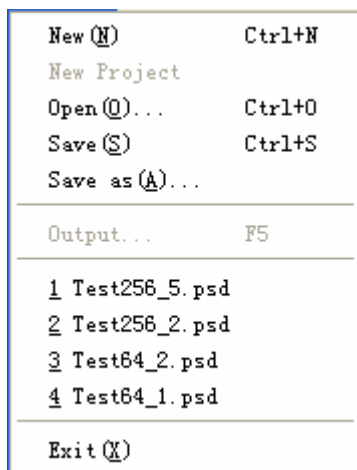 New(N) Ctrl+N
New Project
Open(O)... Ctrl+O
Save(S) Ctrl+S
Save as(A)...
Output... F5
1 Test256_5.psd
2 Test256_2.psd
3 Test64_2.psd
4 Test64_1.psd
Exit(X)